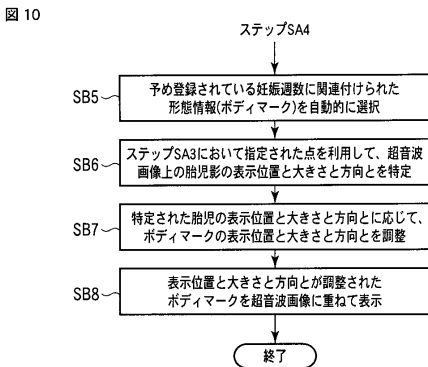 図 10
ステップSA4
SB5
予め登録されている妊娠週数に関連付けられた
形態情報(ボディマーク)を自動的に選択
SB6
ステップSA3において指定された点を利用して、超音波
画像上の胎児影の表示位置と大きさと方向とを特定
SB7
特定された胎児の表示位置と大きさと方向とに応じて、
ボディマークの表示位置と大きさと方向とを調整
SB8
表示位置と大きさと方向とが調整された
ボディマークを超音波画像に重ねて表示
終了